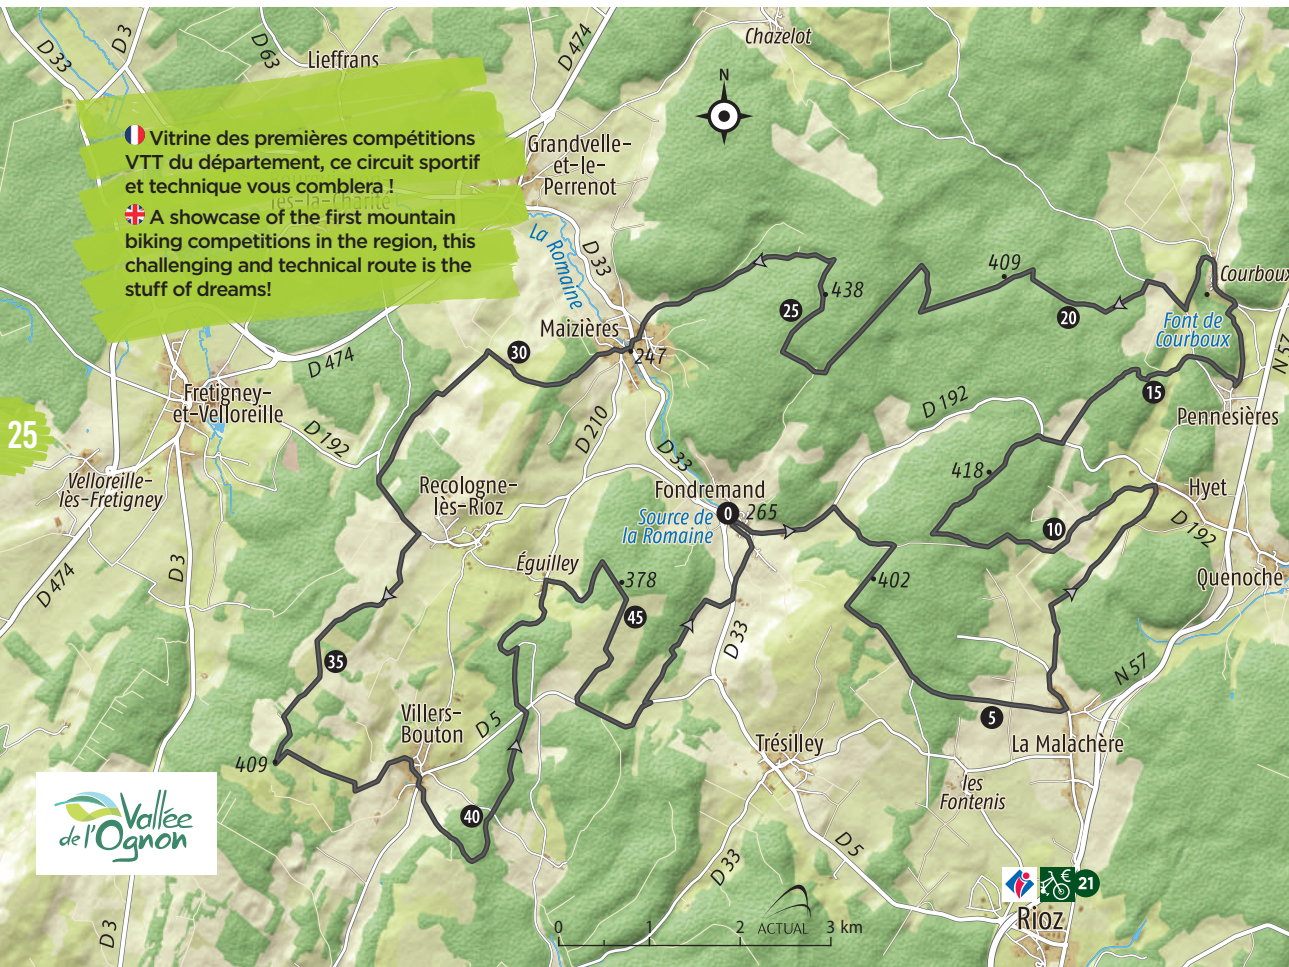 D 33
D 3
D 63
Lieffrans
D 474
Chazelot
Vitrine des premières compétitions
VTT du département, ce circuit sportif
et technique vous comblera !
A showcase of the first mountain
biking competitions in the region, this
challenging and technical route is the
stuff of dreams!
lès-la-Charité
Grandvelle-
et-le-
Perrenot
N
La Romaine
D 33
Maizières
247
409
438
25
20
Courboux
Font de
Courboux
N 57
30
D 474
Fretigney-
et-Velloreille
D 192
D 210
D 192
15
Pennesières
25
Velloreille-
lès-Fretigney
Recologne-
lès-Rioz
D 33
Fondremand
0
265
Source de
la Romaine
418
Hyet
10
D 192
D 474
D 3
Éguilley
378
45
402
Quenoche
35
D 33
N 57
Villers-
Bouton
D 5
5
La Malachère
Trésilley
409
les
Fontenis
Vallée
de l'Ognon
40
D 33
D 5
€
21
Rioz
D 3
0
1
2
3 km
ACTUAL